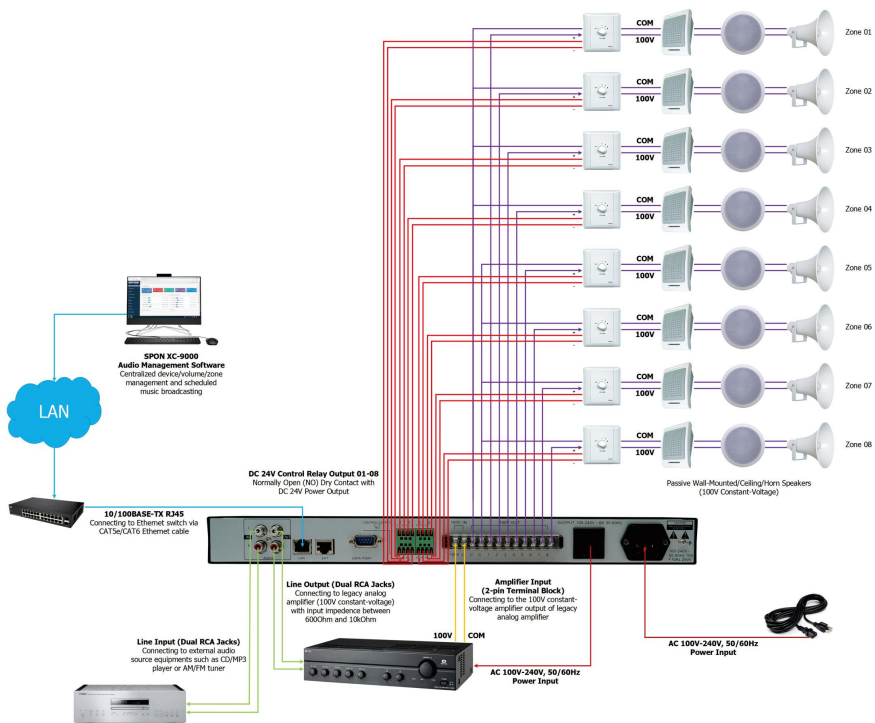 COM
100V
Zone 01
COM
100V
Zone 02
COM
100V
Zone 03
COM
100V
Zone 04
COM
100V
Zone 05
COM
100V
Zone 06
COM
100V
Zone 07
COM
100V
Zone 08
SPON XC-9000
Audio Management Software
Centralized device/volume/zone
management and scheduled
music broadcasting
LAN
DC 24V Control Relay Output 01-08
Normally Open (NO) Dry Contact with
DC 24V Power Output
Passive Wall-Mounted/Ceiling/Horn Speakers
(100V Constant-Voltage)
10/100BASE-TX RJ45
Connecting to Ethernet switch via
CAT5e/CAT6 Ethernet cable
Line Output (Dual RCA Jacks)
Connecting to legacy analog
amplifier (100V constant-voltage)
with input impedence between
600Ohm and 10kOhm
Amplifier Input
(2-pin Terminal Block)
Connecting to the 100V constant-
voltage amplifier output of legacy
analog amplifier
100V
COM
Line Input (Dual RCA Jacks)
Connecting to external audio
source equipments such as CD/MP3
player or AM/FM tuner
AC 100V-240V, 50/60Hz
Power Input
AC 100V-240V, 50/60Hz
Power Input